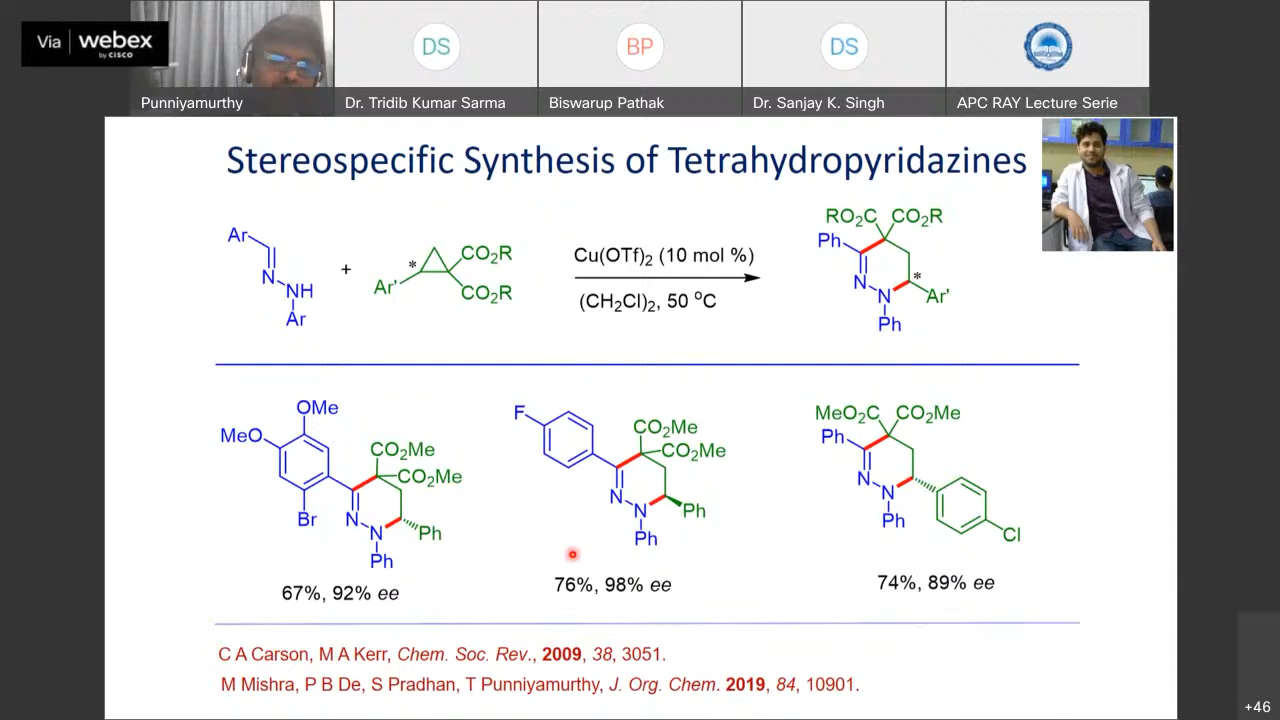 Via webex
by CISCO
DS
BP
DS
Punniyamurthy
Dr. Tridib Kumar Sarma
Biswarup Pathak
Dr. Sanjay K. Singh
APC RAY Lecture Serie
Stereospecific Synthesis of Tetrahydropyridazines
Ar
N
NH
Ar
+
*
Ar'
CO₂R
CO₂R
Cu(OTf)₂ (10 mol %)
(CH₂Cl)₂, 50 °C
RO₂C CO₂R
Ph
N
N
*
Ar'
Ph
OMe
MeO
Br
CO₂Me
CO₂Me
N
N
Ph
Ph
67%, 92% ee
F
CO₂Me
CO₂Me
N
N
Ph
Ph
76%, 98% ee
MeO₂C CO₂Me
Ph
N
N
Ph
Cl
74%, 89% ee
C A Carson, M A Kerr, Chem. Soc. Rev., 2009, 38, 3051.
M Mishra, P B De, S Pradhan, T Punniyamurthy, J. Org. Chem. 2019, 84, 10901.
+46